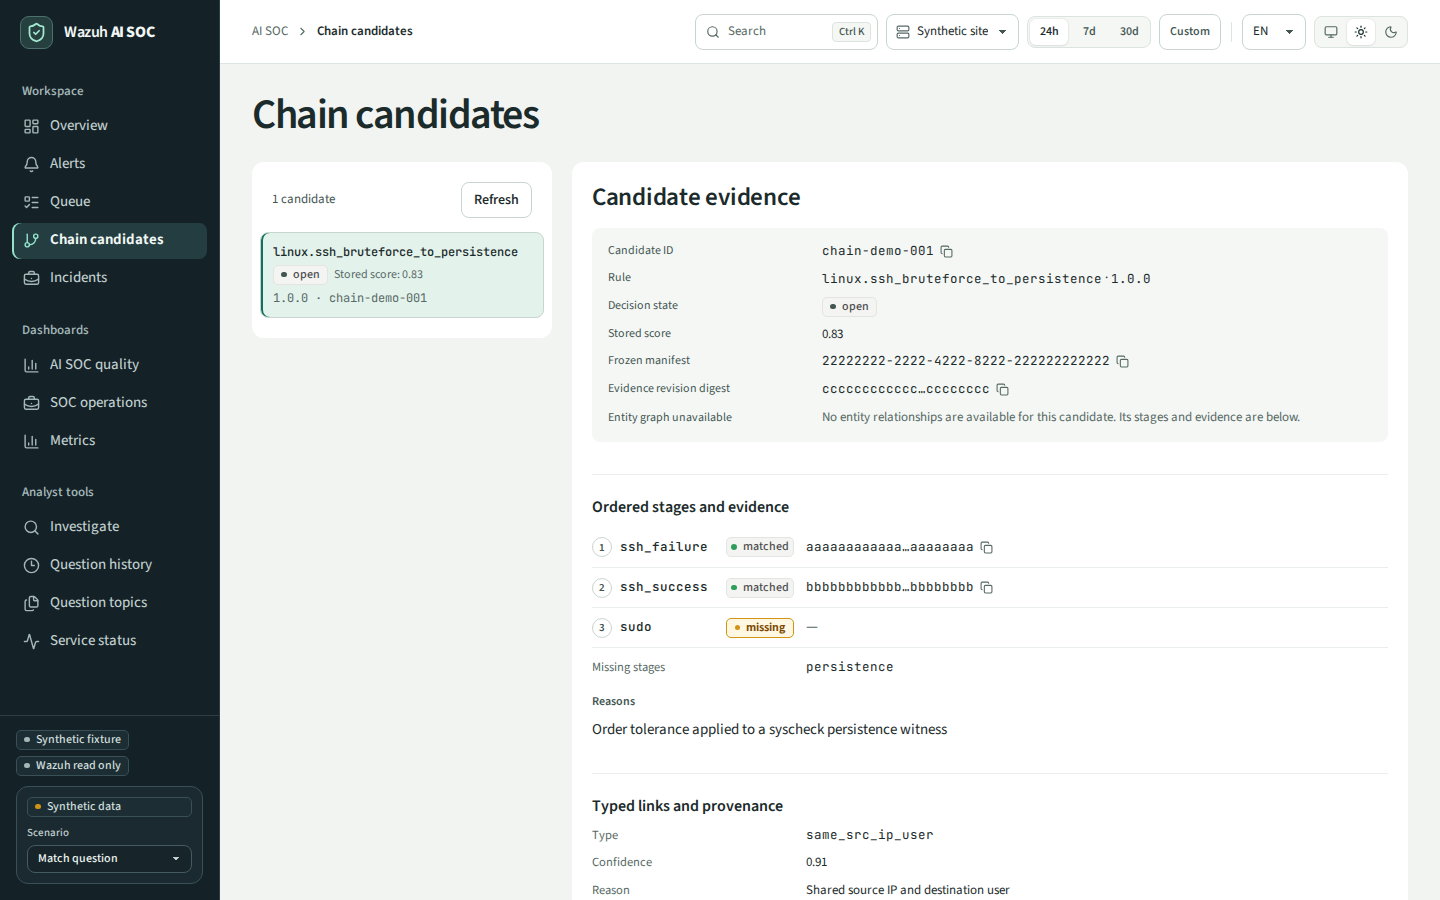 Wazuh AI SOC
Workspace
Overview
Alerts
Queue
Chain candidates
Incidents
Dashboards
AI SOC quality
SOC operations
Metrics
Analyst tools
Investigate
Question history
Question topics
Service status
Synthetic fixture
Wazuh read only
Synthetic data
Scenario
Match question
AI SOC > Chain candidates
Search Ctrl K
Synthetic site
24h 7d 30d
Custom
EN
Chain candidates
1 candidate
Refresh
linux.ssh_bruteforce_to_persistence
open Stored score: 0.83
1.0.0 · chain-demo-001
Candidate evidence
Candidate ID chain-demo-001
Rule linux.ssh_bruteforce_to_persistence · 1.0.0
Decision state open
Stored score 0.83
Frozen manifest 22222222-2222-4222-8222-222222222222
Evidence revision digest cccccccccccc…cccccccc
Entity graph unavailable No entity relationships are available for this candidate. Its stages and evidence are below.
Ordered stages and evidence
1 ssh_failure matched aaaaaaaaaaaa…aaaaaaaa
2 ssh_success matched bbbbbbbbbbbb…bbbbbbbb
3 sudo missing —
Missing stages persistence
Reasons
Order tolerance applied to a syscheck persistence witness
Typed links and provenance
Type same_src_ip_user
Confidence 0.91
Reason Shared source IP and destination user